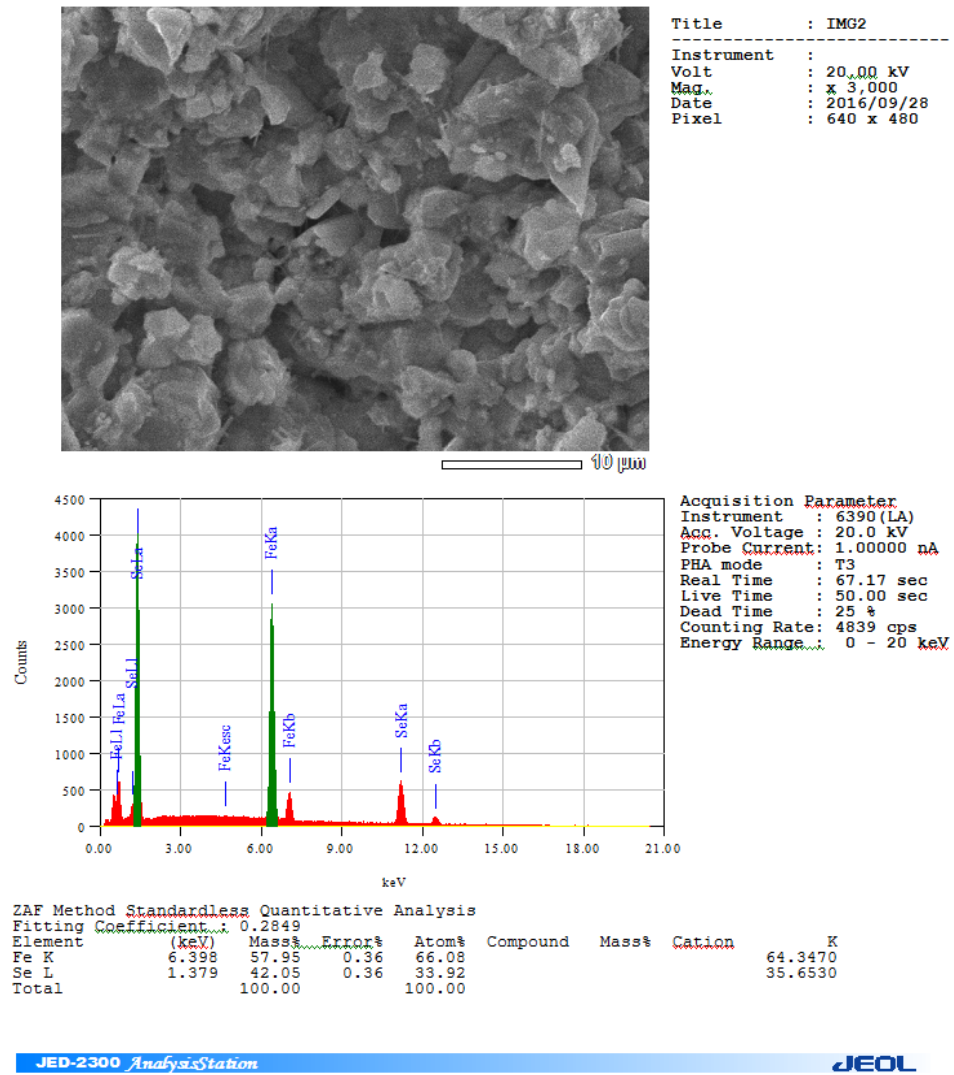 Title : IMG2
---------------------------
Instrument :
Volt : 20.00 kV
Mag. : x 3,000
Date : 2016/09/28
Pixel : 640 x 480
10 µm
Acquisition Parameter
Instrument : 6390(LA)
Acc. Voltage : 20.0 kV
Probe Current: 1.00000 nA
PHA mode : T3
Real Time : 67.17 sec
Live Time : 50.00 sec
Dead Time : 25 %
Counting Rate: 4839 cps
Energy Range : 0 - 20 keV
Counts
4500
4000
3500
3000
2500
2000
1500
1000
500
0
FeLl
FeLa
SeLl
SeLa
FeKesc
FeKa
FeKb
SeKa
SeKb
0.00 3.00 6.00 9.00 12.00 15.00 18.00 21.00
keV
ZAF Method Standardless Quantitative Analysis
Fitting Coefficient : 0.2849
Element (keV) Mass% Error% Atom% Compound Mass% Cation K
Fe K 6.398 57.95 0.36 66.08 64.3470
Se L 1.379 42.05 0.36 33.92 35.6530
Total 100.00 100.00
JED-2300 AnalysisStation
JEOL